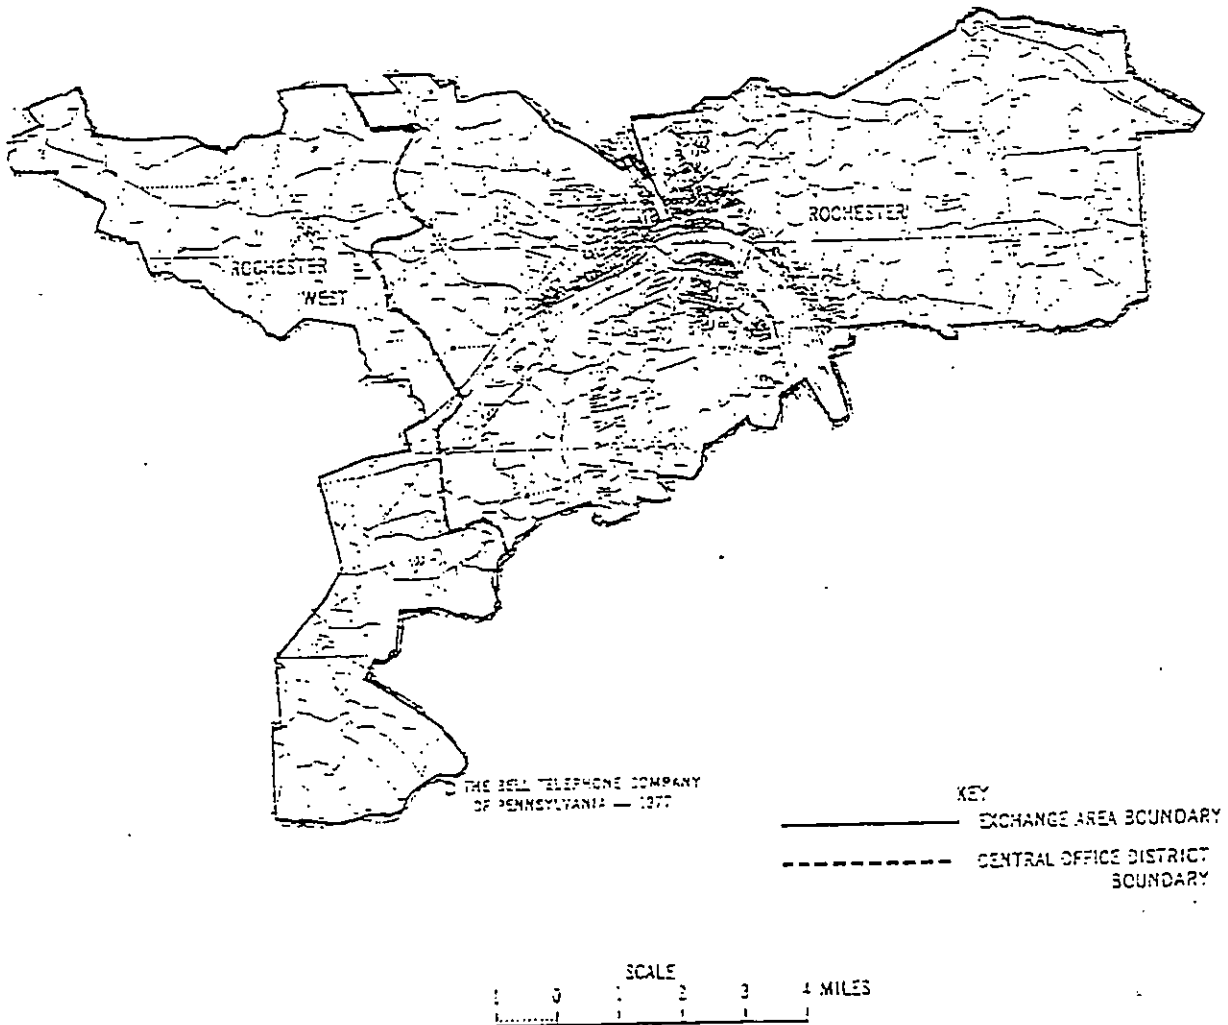 ROCHESTER
ROCHESTER
WEST
© THE BELL TELEPHONE COMPANY
OF PENNSYLVANIA — 1977
KEY
EXCHANGE AREA BOUNDARY
CENTRAL OFFICE DISTRICT
BOUNDARY
SCALE
1 0 1 2 3 4 MILES